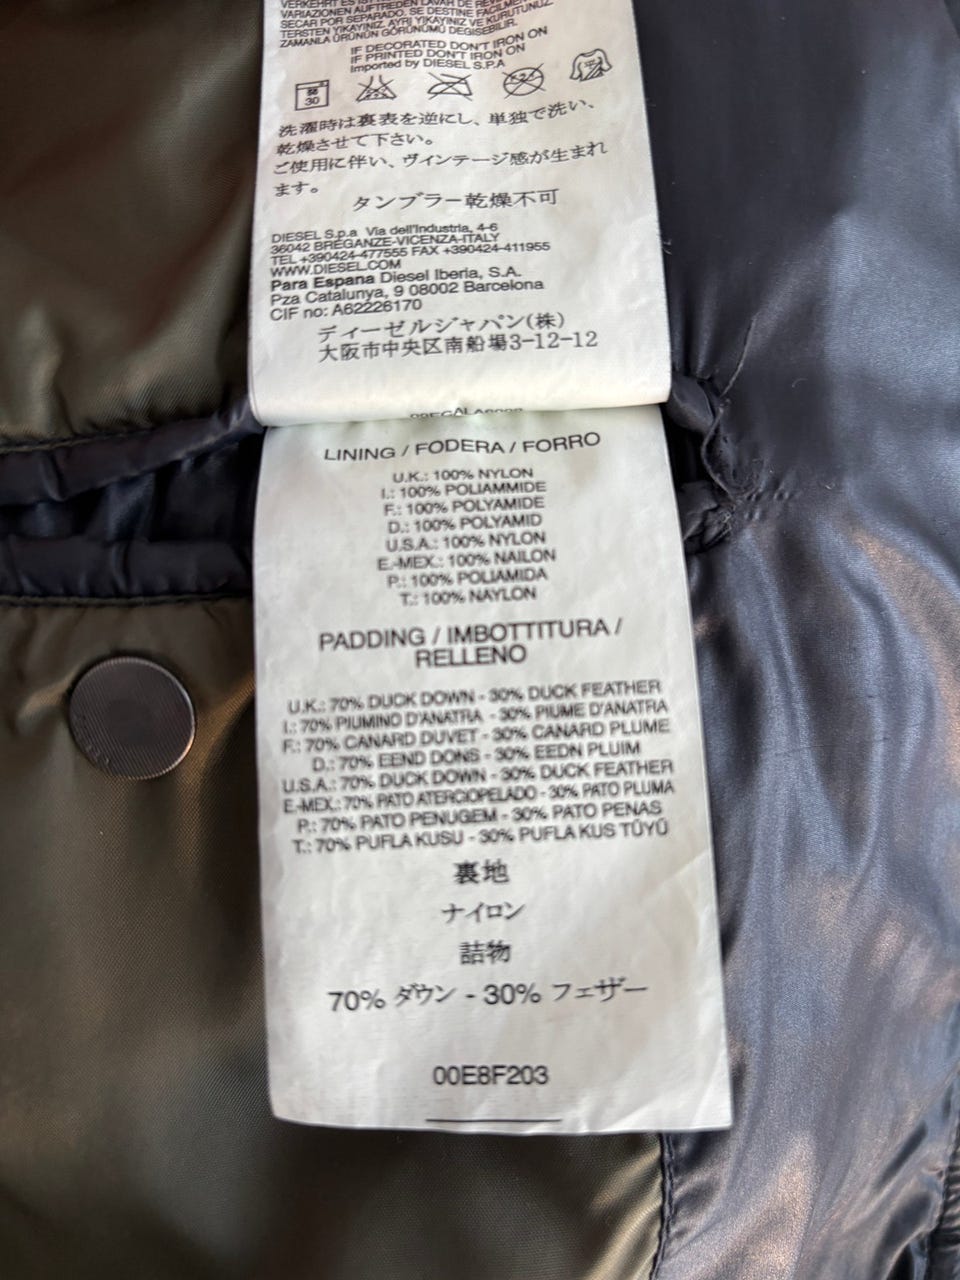 VARIAZIONEN AUFTREDEN LAVAR DE
SECAR POR SEPARADO. SE DESTINE FACILMENTE
TERSTEN YIKAYINIZ. AYRI YIKAYINIZ VE KURUTUNUZ
ZAMANLA ÜRÜNÜN GÖRÜNÜMÜ DEGISEBILIR.
IF DECORATED DON'T IRON ON
IF PRINTED DON'T IRON ON
Imported by DIESEL S.P.A
30
洗濯時は裏表を逆にし、単独で洗い、
乾燥させて下さい。
ご使用に伴い、ヴィンテージ感が生まれ
ます。
タンブラー乾燥不可
DIESEL S.p.a Via dell'Industria, 4-6
36042 BREGANZE-VICENZA-ITALY
TEL +390424-477555 FAX +390424-411955
WWW.DIESEL.COM
Para Espana Diesel Iberia, S.A.
Pza Catalunya, 9 08002 Barcelona
CIF no: A62226170
ディーゼルジャパン(株)
大阪市中央区南船場3-12-12
LINING / FODERA / FORRO
U.K.: 100% NYLON
I.: 100% POLIAMMIDE
F.: 100% POLYAMIDE
D.: 100% POLYAMID
U.S.A.: 100% NYLON
E.-MEX.: 100% NAILON
P.: 100% POLIAMIDA
T.: 100% NAYLON
PADDING / IMBOTTITURA /
RELLENO
U.K.: 70% DUCK DOWN - 30% DUCK FEATHER
I.: 70% PIUMINO D'ANATRA - 30% PIUME D'ANATRA
F.: 70% CANARD DUVET - 30% CANARD PLUME
D.: 70% EEND DONS - 30% EEDN PLUIM
U.S.A.: 70% DUCK DOWN - 30% DUCK FEATHER
E.-MEX.: 70% PATO ATERCIOPELADO - 30% PATO PLUMA
P.: 70% PATO PENUGEM - 30% PATO PENAS
T.: 70% PUFLA KUSU - 30% PUFLA KUS TÜYÜ
裏地
ナイロン
詰物
70% ダウン - 30% フェザー
00E8F203